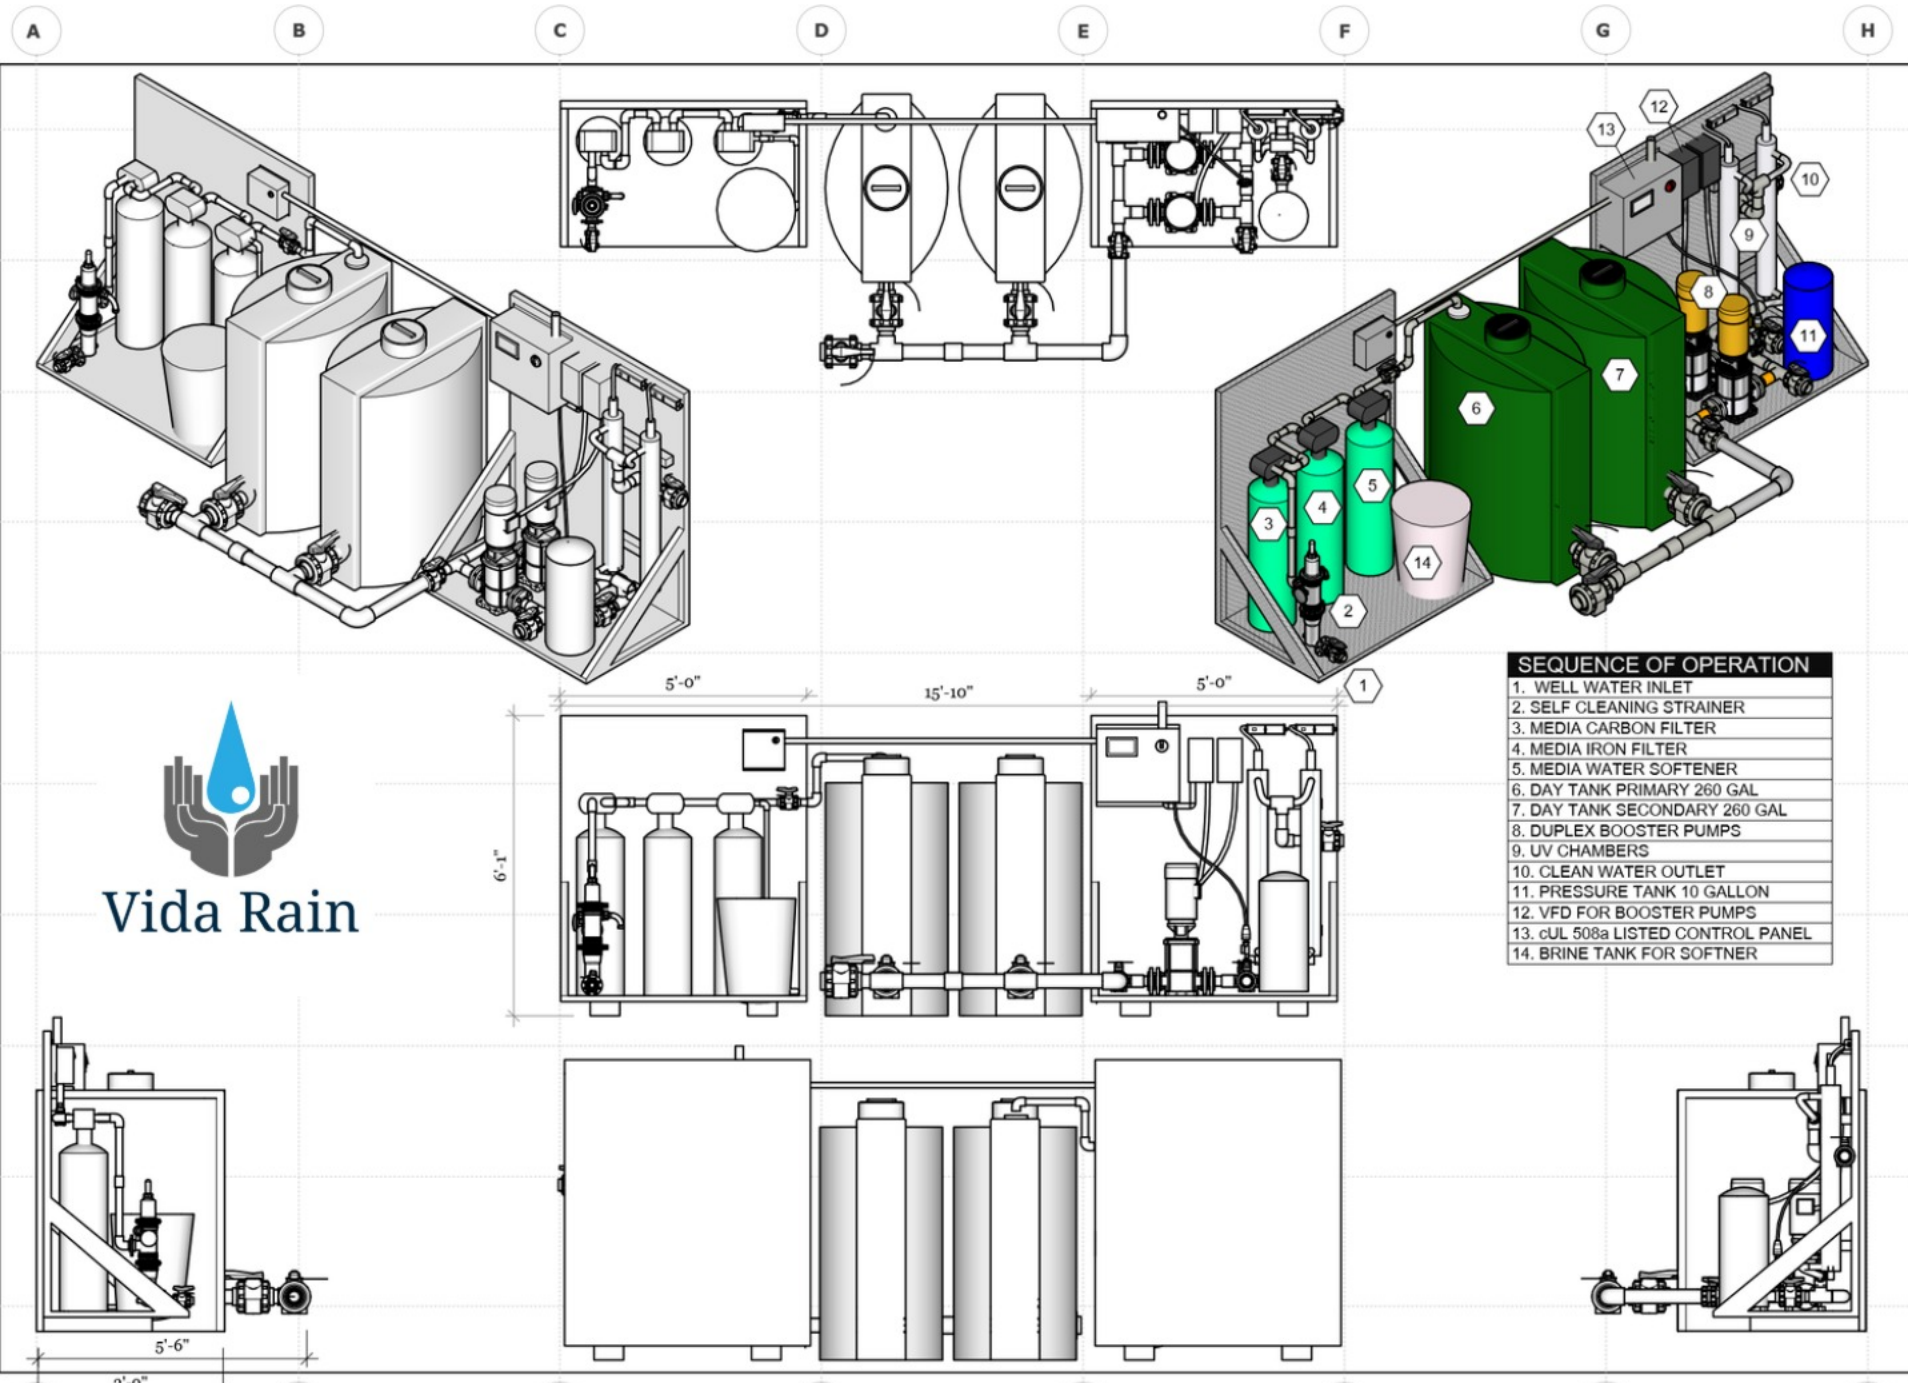 A B C D E F G H
12
13
10
9
8
11
7
6
5
4
3
14
2
1
5'-0"
15'-10"
5'-0"
6'-1"
Vida Rain
SEQUENCE OF OPERATION
1. WELL WATER INLET
2. SELF CLEANING STRAINER
3. MEDIA CARBON FILTER
4. MEDIA IRON FILTER
5. MEDIA WATER SOFTENER
6. DAY TANK PRIMARY 260 GAL
7. DAY TANK SECONDARY 260 GAL
8. DUPLEX BOOSTER PUMPS
9. UV CHAMBERS
10. CLEAN WATER OUTLET
11. PRESSURE TANK 10 GALLON
12. VFD FOR BOOSTER PUMPS
13. cUL 508a LISTED CONTROL PANEL
14. BRINE TANK FOR SOFTNER
5'-6"